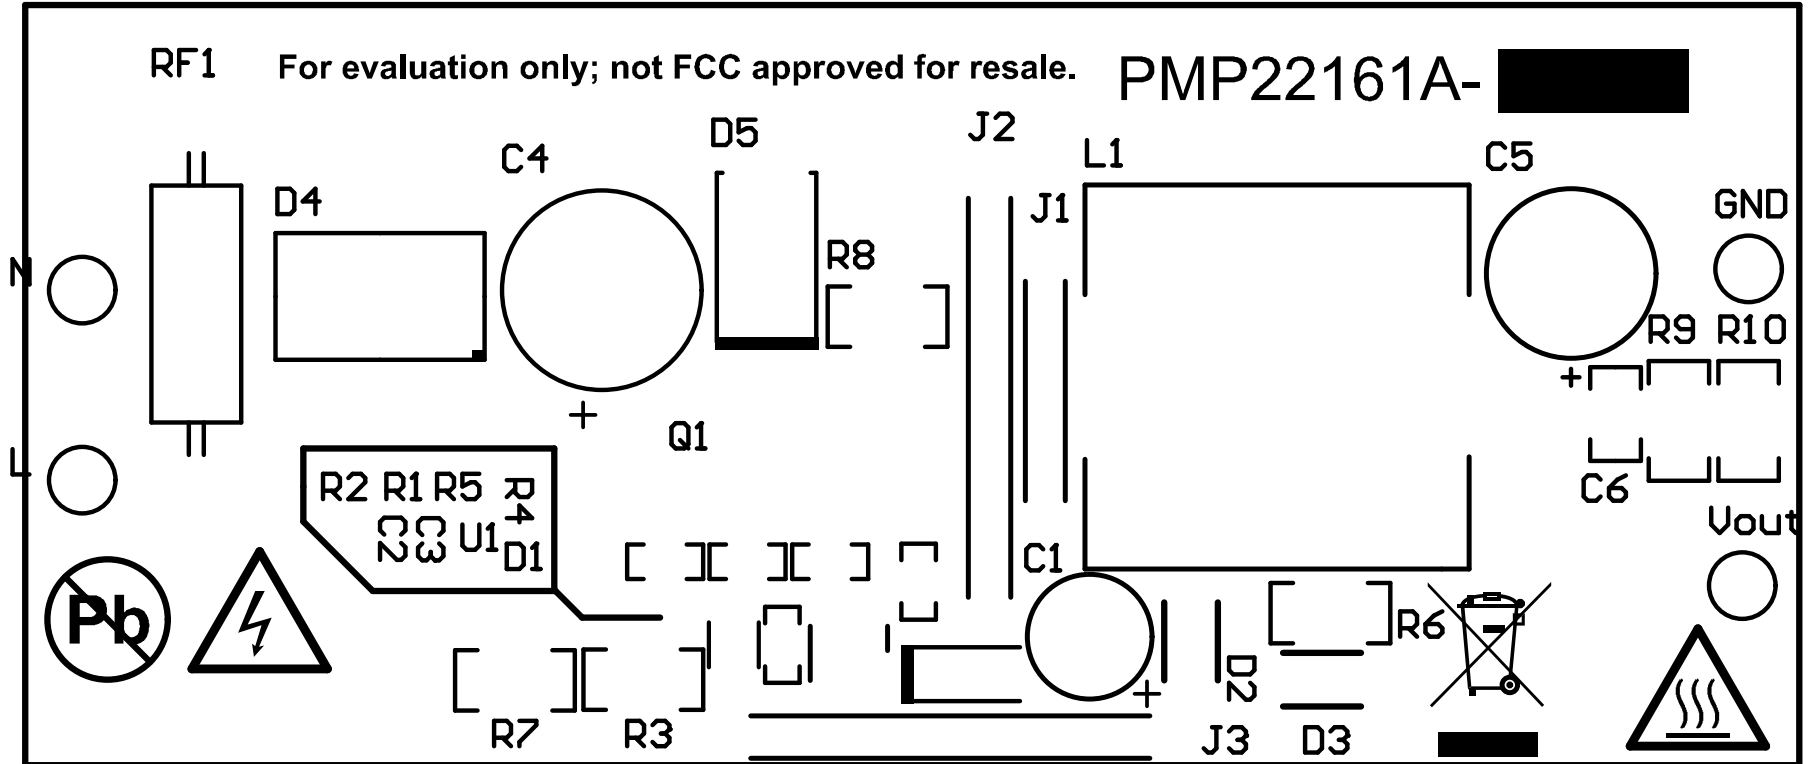 RF1
For evaluation only; not FCC approved for resale.
PMP22161A-
D5
J2
C4
L1
C5
D4
J1
GND
R8
N
R9 R10
Q1
L
R2 R1 R5 R4
C6
C2 C3 U1 D1
Vout
C1
Pb
R6
D2
R7
R3
J3
D3